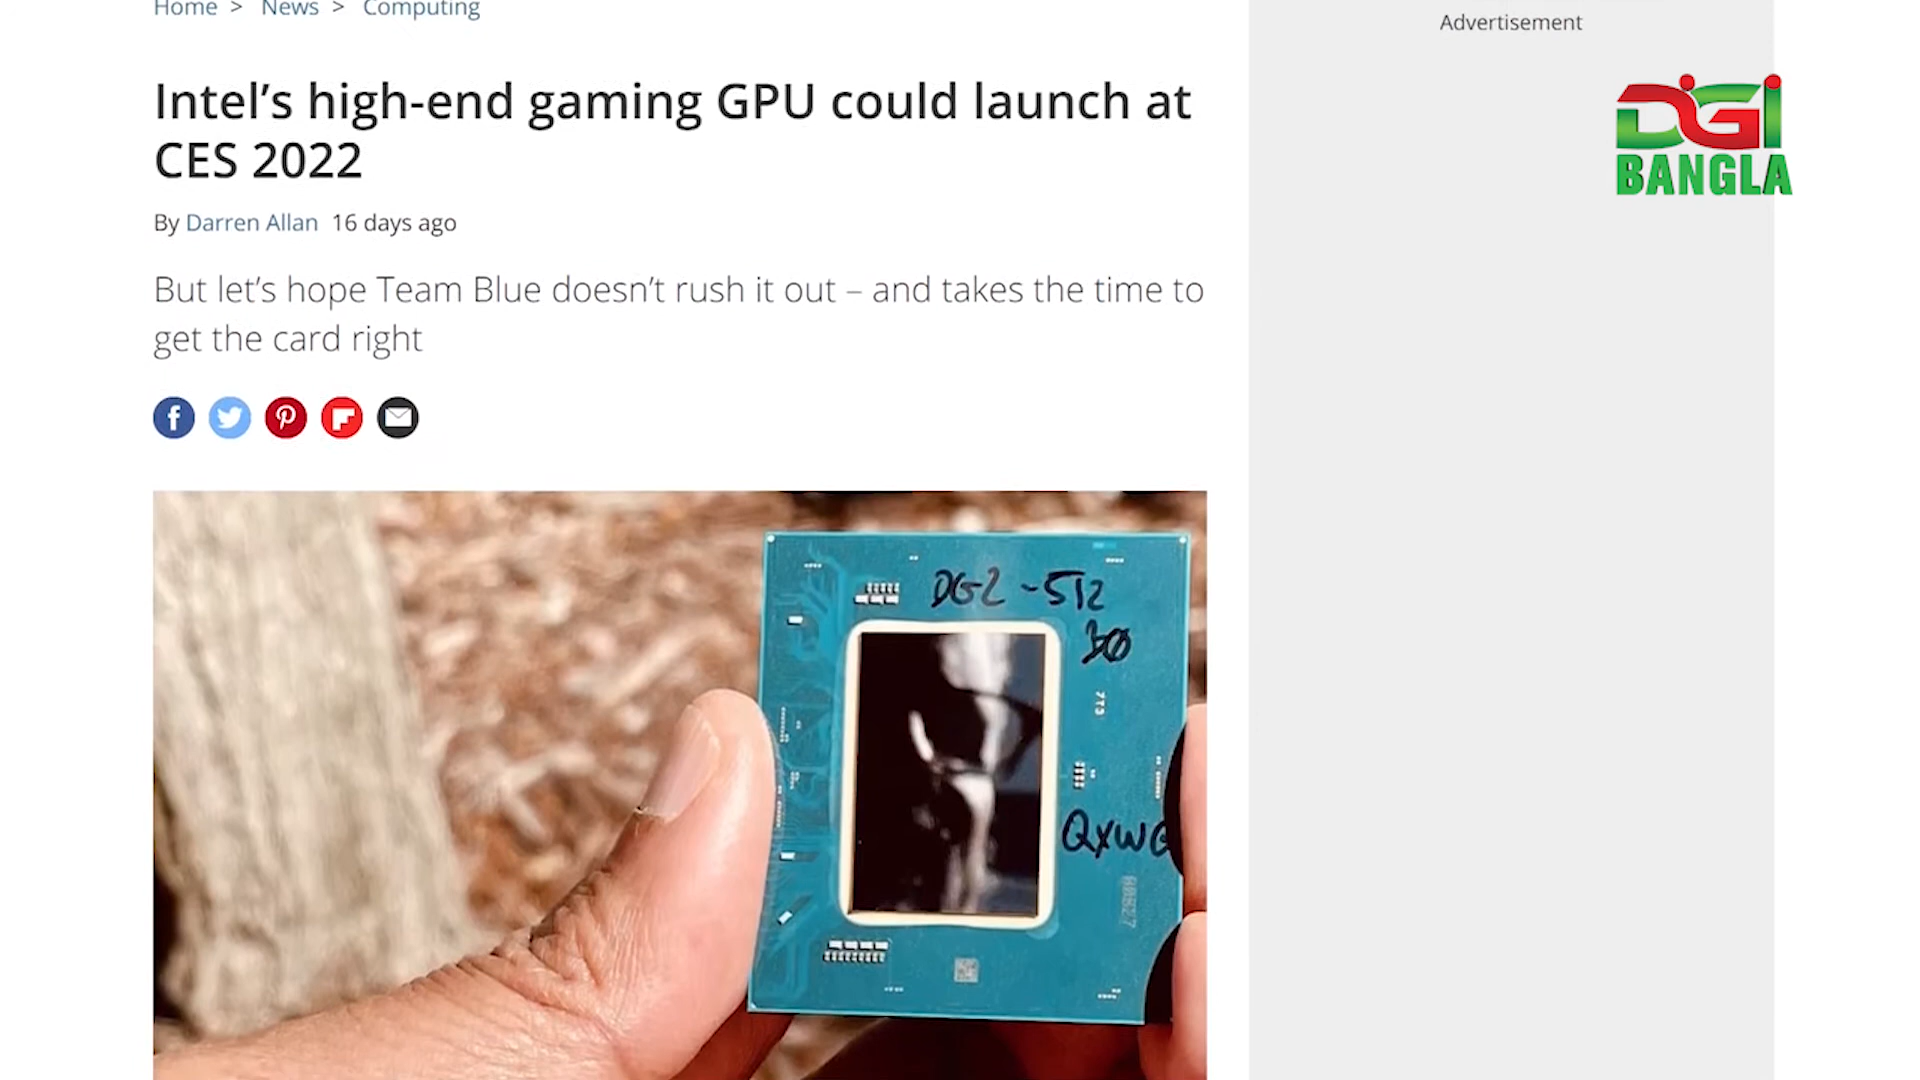 Home > News > Computing
Advertisement
DGI
BANGLA
Intel’s high-end gaming GPU could launch at
CES 2022
By Darren Allan 16 days ago
But let’s hope Team Blue doesn’t rush it out – and takes the time to
get the card right
DG2-512
QXWG